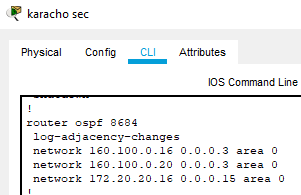 karacho sec
Physical Config CLI Attributes
IOS Command Line
!
router ospf 8684
log-adjacency-changes
network 160.100.0.16 0.0.0.3 area 0
network 160.100.0.20 0.0.0.3 area 0
network 172.20.20.16 0.0.0.15 area 0
!